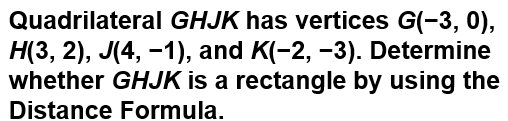 Quadrilateral GHJK has vertices G(−3, 0),
H(3, 2), J(4, −1), and K(−2, −3). Determine
whether GHJK is a rectangle by using the
Distance Formula.